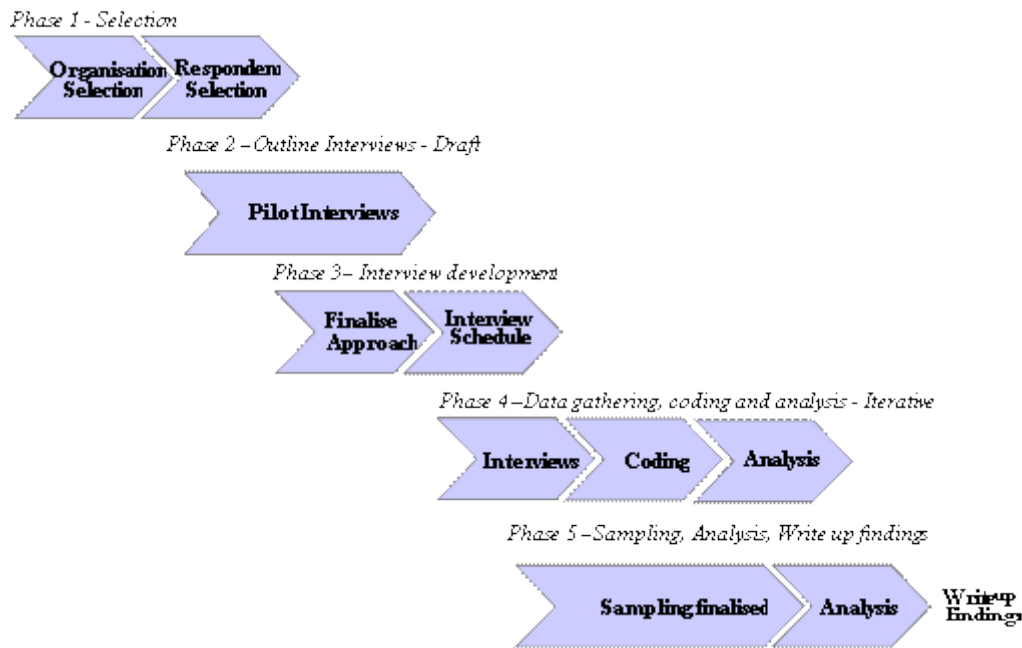 Phase 1 - Selection
Organisation
Selection
Respondent
Selection
Phase 2 – Outline Interviews - Draft
Pilot Interviews
Phase 3 – Interview development
Finalise
Approach
Interview
Schedule
Phase 4 – Data gathering, coding and analysis - Iterative
Interviews
Coding
Analysis
Phase 5 – Sampling, Analysis, Write up findings
Sampling finalised
Analysis
Write up
Findings